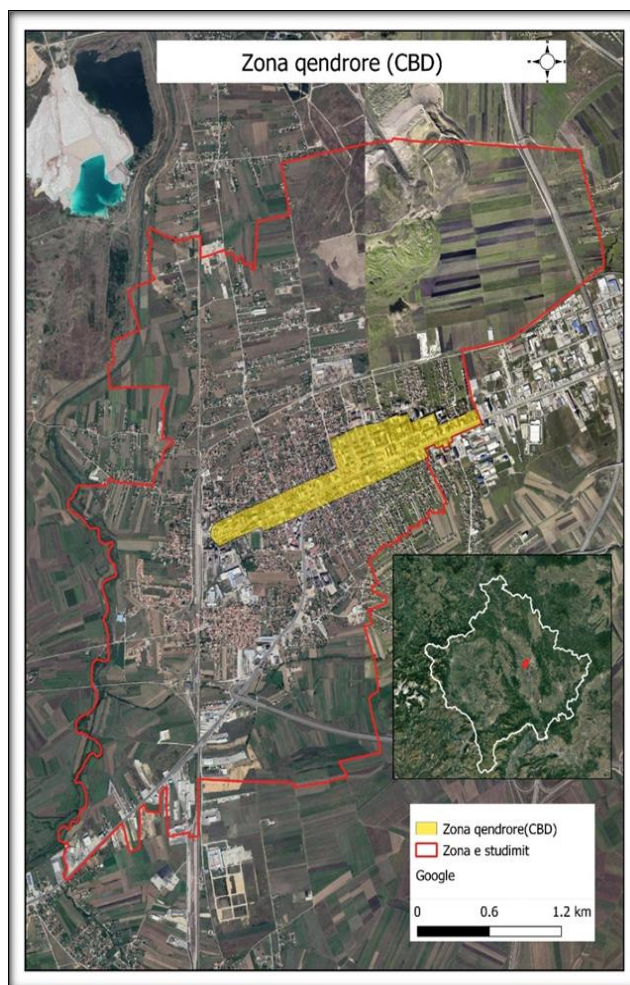 Zona qendrore (CBD)
Zona qendrore(CBD)
Zona e studimit
Google
0 0.6 1.2 km